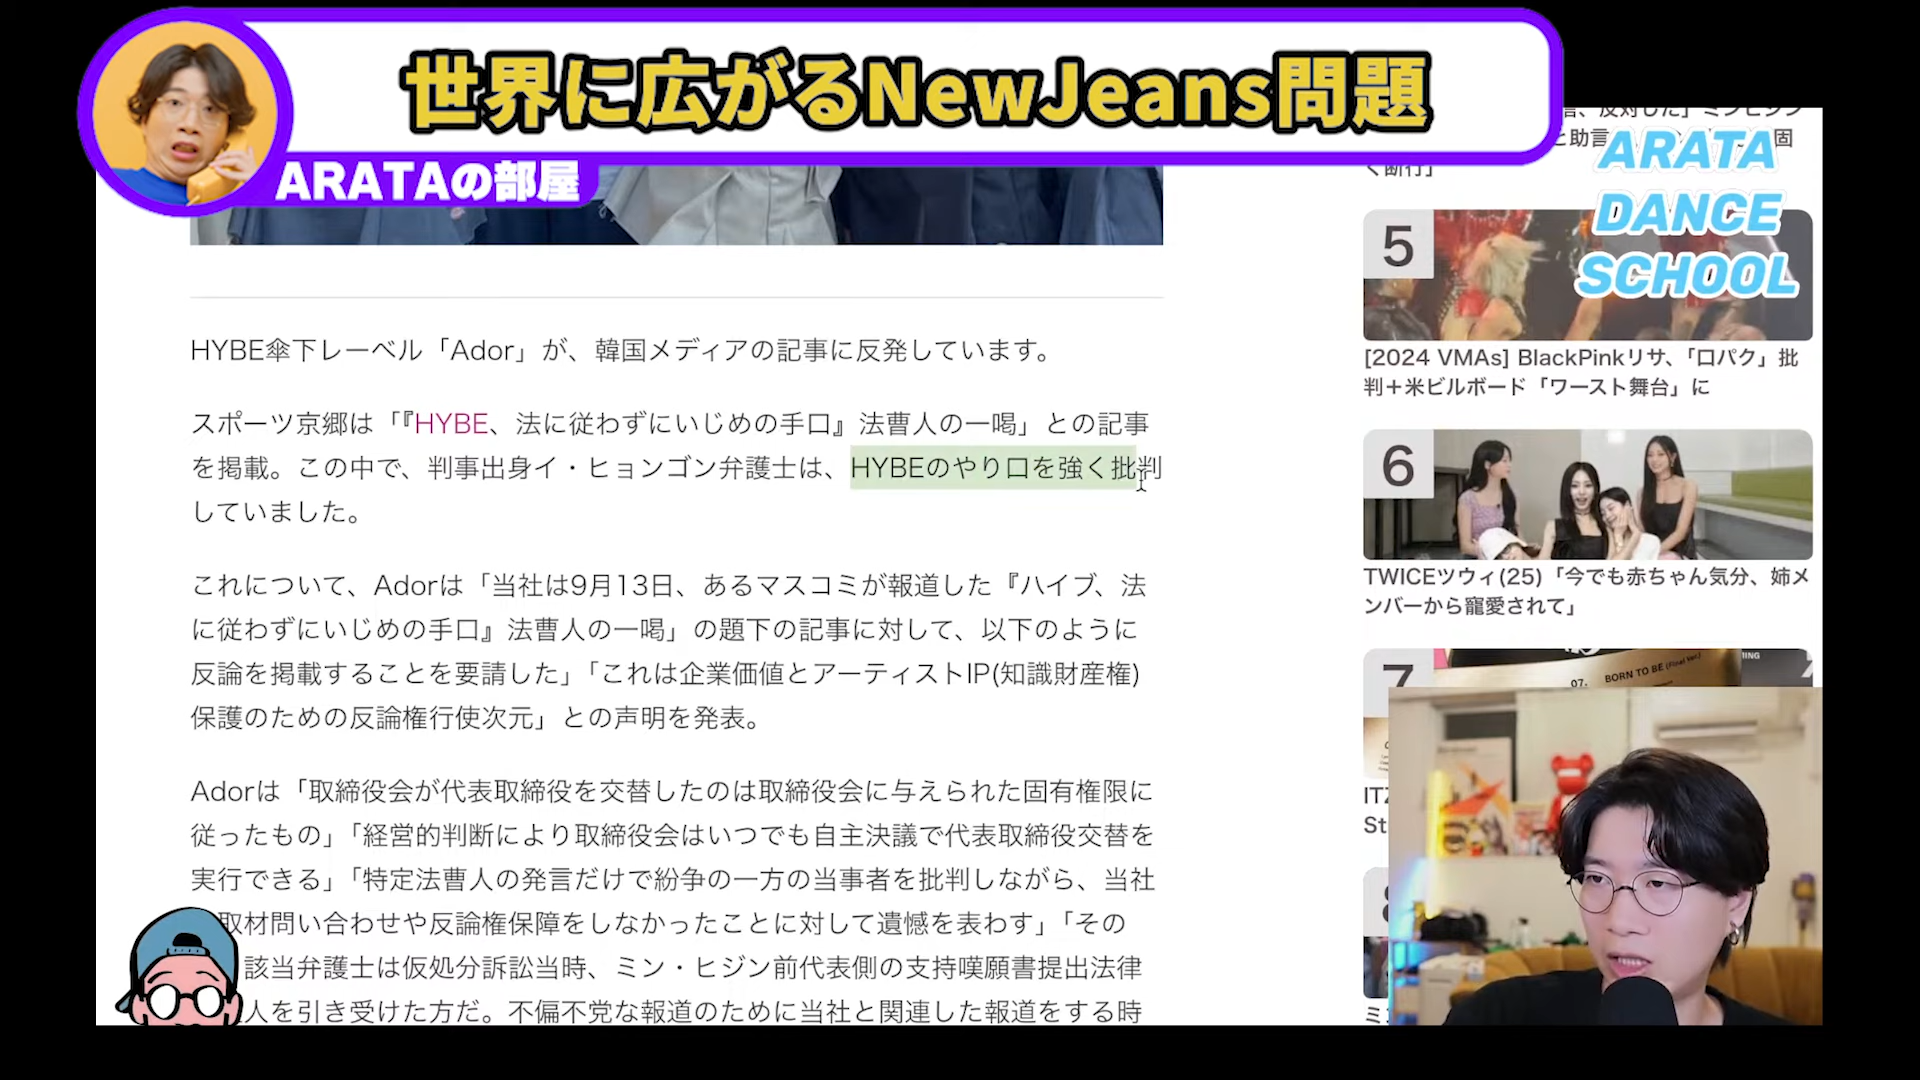 世界に広がるNewJeans問題
ARATAの部屋
ARATA
DANCE
SCHOOL
と助言
固
く断行」
HYBE傘下レーベル「Ador」が、韓国メディアの記事に反発しています。
スポーツ京郷は「『HYBE、法に従わずにいじめの手口』法曹人の一喝」との記事
を掲載。この中で、判事出身イ・ヒョンゴン弁護士は、HYBEのやり口を強く批判
していました。
これについて、Adorは「当社は9月13日、あるマスコミが報道した『ハイブ、法
に従わずにいじめの手口』法曹人の一喝」の題下の記事に対して、以下のように
反論を掲載することを要請した」「これは企業価値とアーティストIP(知識財産権)
保護のための反論権行使次元」との声明を発表。
Adorは「取締役会が代表取締役を交替したのは取締役会に与えられた固有権限に
従ったもの」「経営的判断により取締役会はいつでも自主決議で代表取締役交替を
実行できる」「特定法曹人の発言だけで紛争の一方の当事者を批判しながら、当社
取材問い合わせや反論権保障をしなかったことに対して遺憾を表わす」「その
該当弁護士は仮処分訴訟当時、ミン・ヒジン前代表側の支持嘆願書提出法律
人を引き受けた方だ。不偏不党な報道のために当社と関連した報道をする時
5
[2024 VMAs] BlackPinkリサ、「口パク」批
判＋米ビルボード「ワースト舞台」に
6
TWICEツウィ(25)「今でも赤ちゃん気分、姉メ
ンバーから寵愛されて」
7
07. BORN TO BE (Final Ver.)
ITZ
St
8
ミ